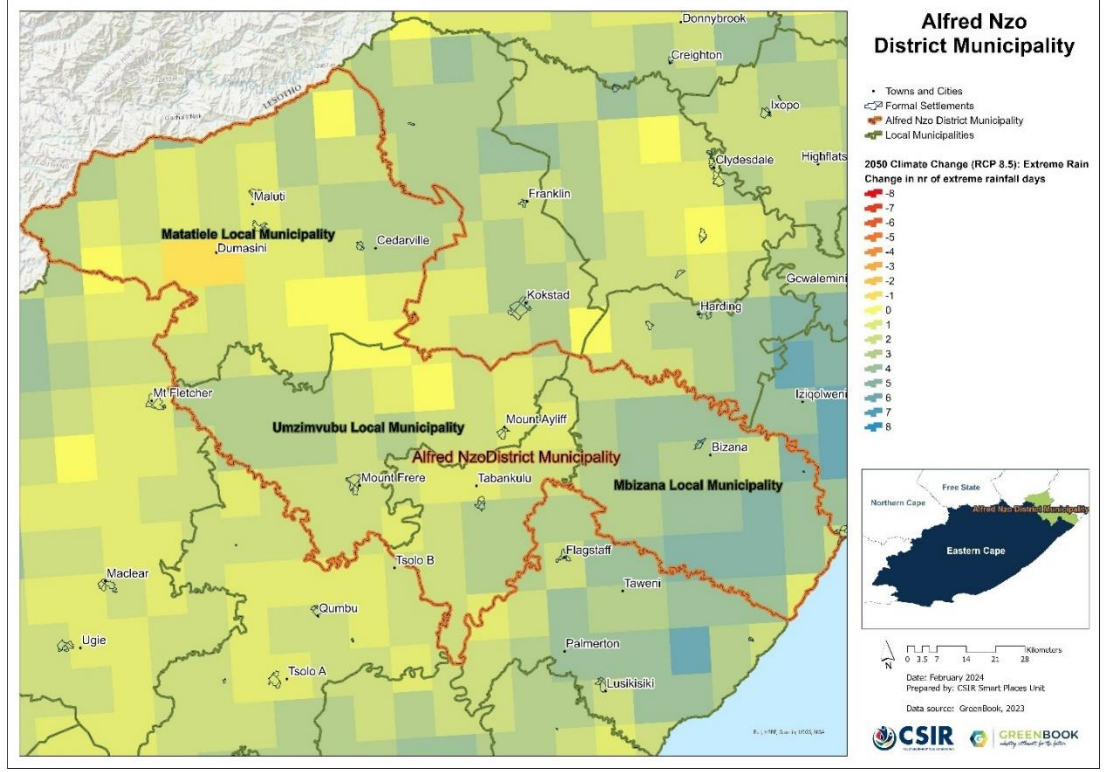 Alfred Nzo
District Municipality
Towns and Cities
Formal Settlements
Alfred Nzo District Municipality
Local Municipalities
2050 Climate Change (RCP 8.5): Extreme Rain
Change in nr of extreme rainfall days
-8
-7
-6
-5
-4
-3
-2
-1
0
1
2
3
4
5
6
7
8
Donnybrook
Creighton
LESOTHO
Ixopo
Clydesdale
Highflats
Maluti
Franklin
Matatiele Local Municipality
Dumasini
Cedarville
Gcwalemini
Kokstad
Harding
Mt Fletcher
Iziqolweni
Umzimvubu Local Municipality
Mount Ayliff
Bizana
Alfred NzoDistrict Municipality
Mount Frere
Tabankulu
Mbizana Local Municipality
Tsolo B
Flagstaff
Maclear
Taweni
Qumbu
Ugie
Palmerton
Tsolo A
Lusikisiki
Free State
Northern Cape
Alfred Nzo District Municipality
Eastern Cape
N
0 3.5 7 14 21 28
Kilometers
Date: February 2024
Prepared by: CSIR Smart Places Unit
Data source: GreenBook, 2023
CSIR
GREENBOOK